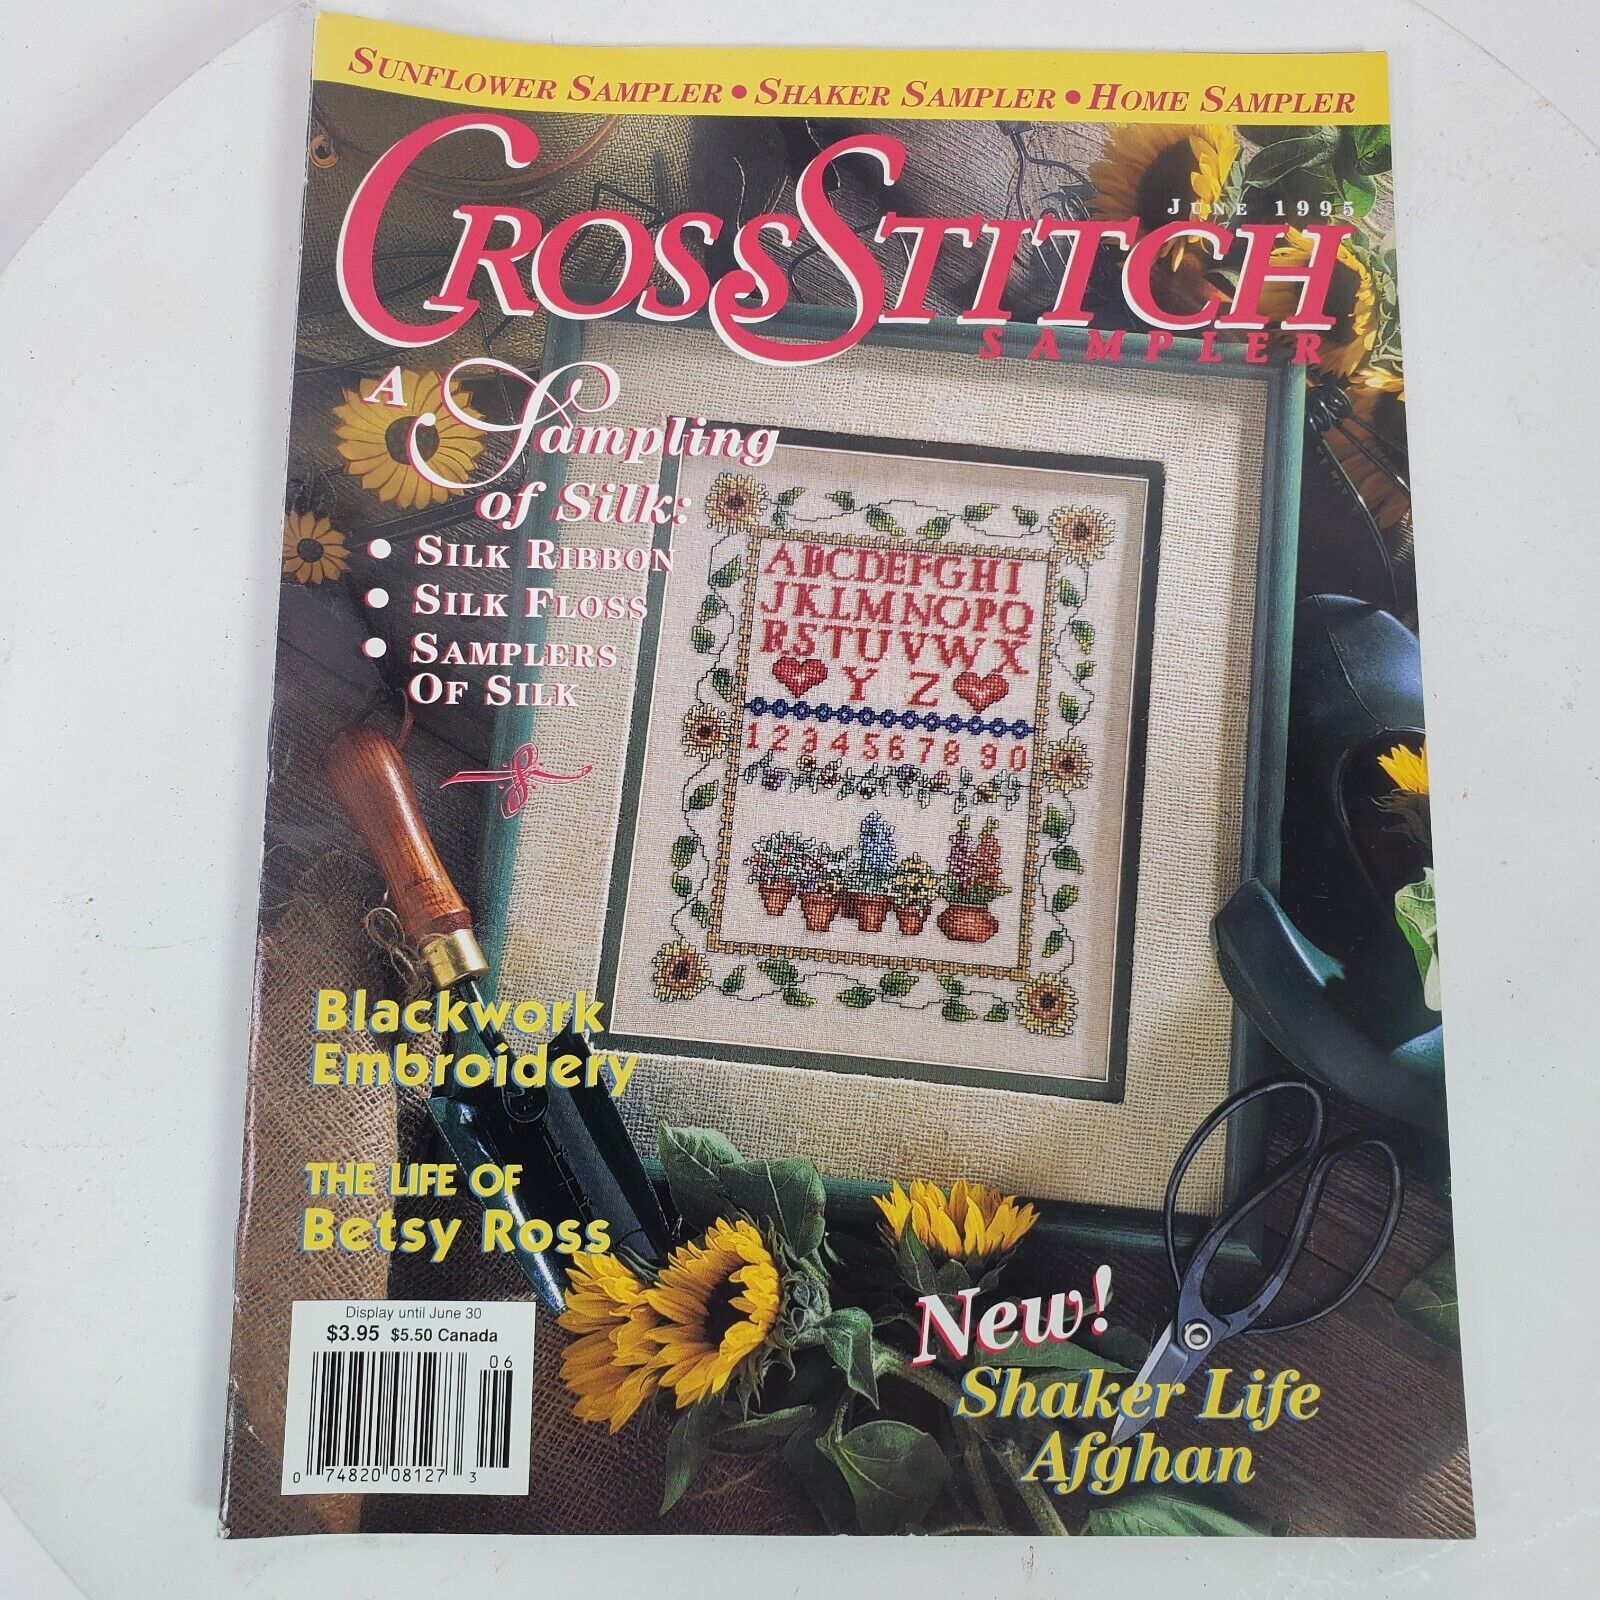 SUNFLOWER SAMPLER • SHAKER SAMPLER • HOME SAMPLER
JUNE 1995
CROSSSTITCH
SAMPLER
A Sampling
of Silk:
• SILK RIBBON
• SILK FLOSS
• SAMPLERS
OF SILK
ABCDEFGHI
JKLMNOPQ
RSTUVWX
Y Z
1234567890
Blackwork
Embroidery
THE LIFE OF
Betsy Ross
Display until June 30
$3.95 $5.50 Canada
06
0 74820 08127 3
New!
Shaker Life
Afghan